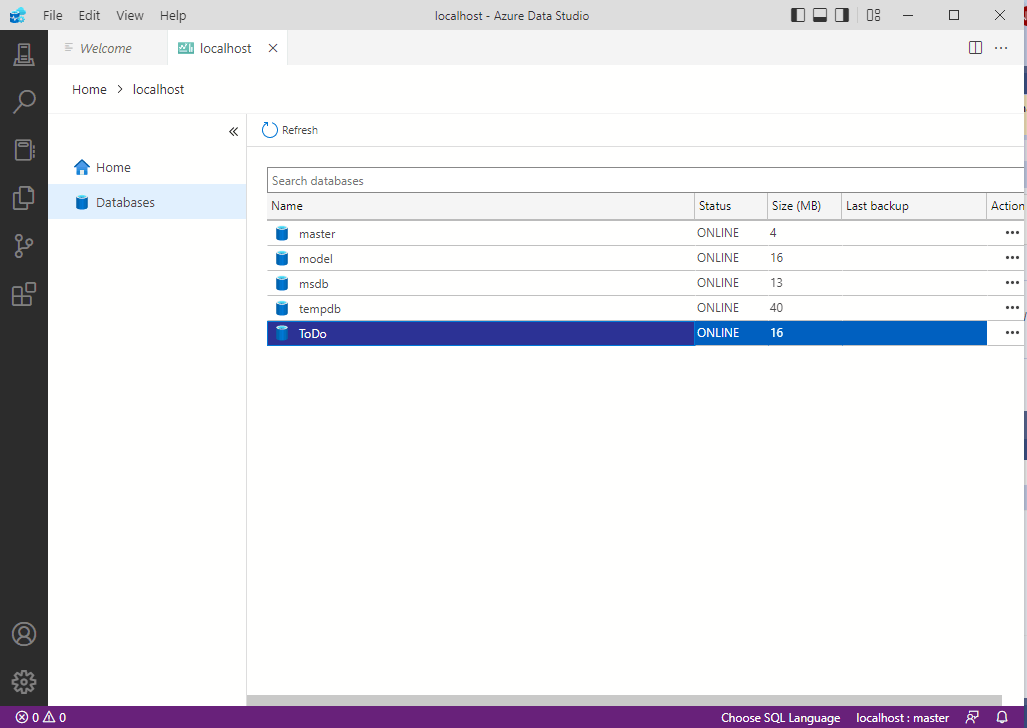 File Edit View Help localhost - Azure Data Studio
Welcome localhost
Home > localhost
Refresh
Home
Databases
Search databases
Name Status Size (MB) Last backup Action
master ONLINE 4
model ONLINE 16
msdb ONLINE 13
tempdb ONLINE 40
ToDo ONLINE 16
0 0 Choose SQL Language localhost : master